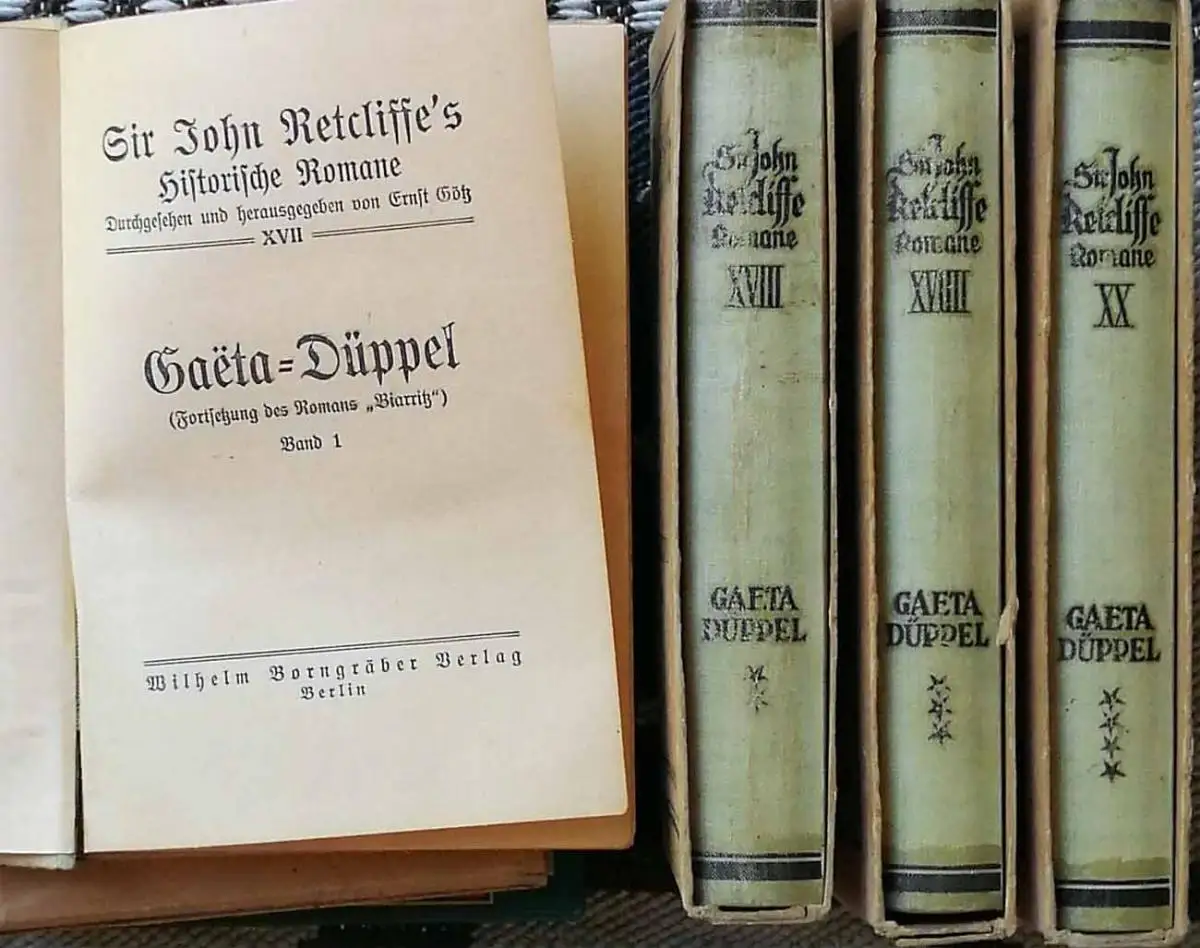 Sir John Retcliffe's
Historische Romane
Durchgesehen und herausgegeben von Ernst Götz
XVII
Gaëta=Düppel
(Fortsetzung des Romans „Biarritz")
Band 1
Wilhelm Borngräber Verlag
Berlin
Sir John
Retcliffe
Romane
XVIII
GAETA
DÜPPEL
Sir John
Retcliffe
Romane
XVIIII
GAETA
DÜPPEL
Sir John
Retcliffe
Romane
XX
GAETA
DÜPPEL